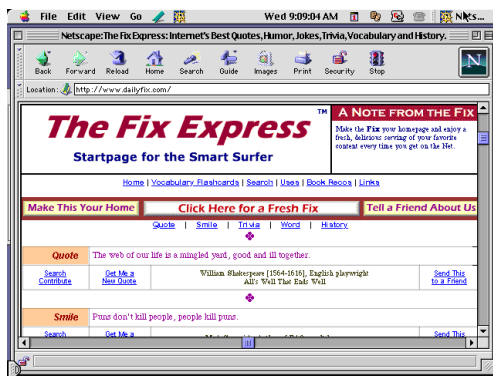 File Edit View Go Wed 9:09:04 AM
Netscape: The Fix Express: Internet's Best Quotes, Humor, Jokes, Trivia, Vocabulary and History.
Back Forward Reload Home Search Guide Images Print Security Stop
N
Location: http://www.dailyfix.com/
The Fix Express™
Startpage for the Smart Surfer
A NOTE FROM THE FIX
Make the Fix your homepage and enjoy a
fresh, delicious serving of your favorite
content every time you get on the Net.
Home | Vocabulary Flashcards | Search | Uses | Book Recos | Links
Make This Your Home
Click Here for a Fresh Fix
Tell a Friend About Us
Quote | Smile | Trivia | Word | History
Quote
The web of our life is a mingled yard, good and ill together.
Search
Contribute
Get Me a
New Quote
William Shakespeare [1564-1616], English playwright
All's Well That Ends Well
Send This
to a Friend
Smile
Puns don't kill people, people kill puns.
Search
Get Me a
Send This